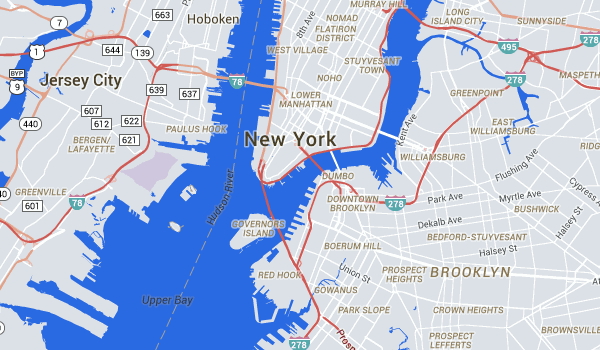 MURRAY HILL
LONG
ISLAND CITY
SUNNYSIDE
Hoboken
663
7
8th Ave
NOMAD
FLATIRON
DISTRICT
495
278
1
644
139
WEST VILLAGE
STUYVESANT
TOWN
MASPETH
BYP
9
Jersey City
78
NOHO
278
639
637
LOWER
MANHATTAN
GREENPOINT
607
612
622
621
440
PAULUS HOOK
New York
Kent Ave
EAST
WILLIAMSBURG
BERGEN/
LAFAYETTE
WILLIAMSBURG
RIDG
Flushing Ave
GREENVILLE
601
78
Hudson River
DUMBO
DOWNTOWN
BROOKLYN
278
Park Ave
Myrtle Ave
Cypress A
BUSHWICK
GOVERNORS
ISLAND
Dekalb Ave
Halsey St
BEDFORD-STUYVESANT
BOERUM HILL
Halsey St
RED HOOK
Union St
PROSPECT
HEIGHTS
BROOKLYN
GOWANUS
Upper Bay
PARK SLOPE
CROWN HEIGHTS
BROWNSVILL
278
Prosp
PROSPECT
LEFFERTS